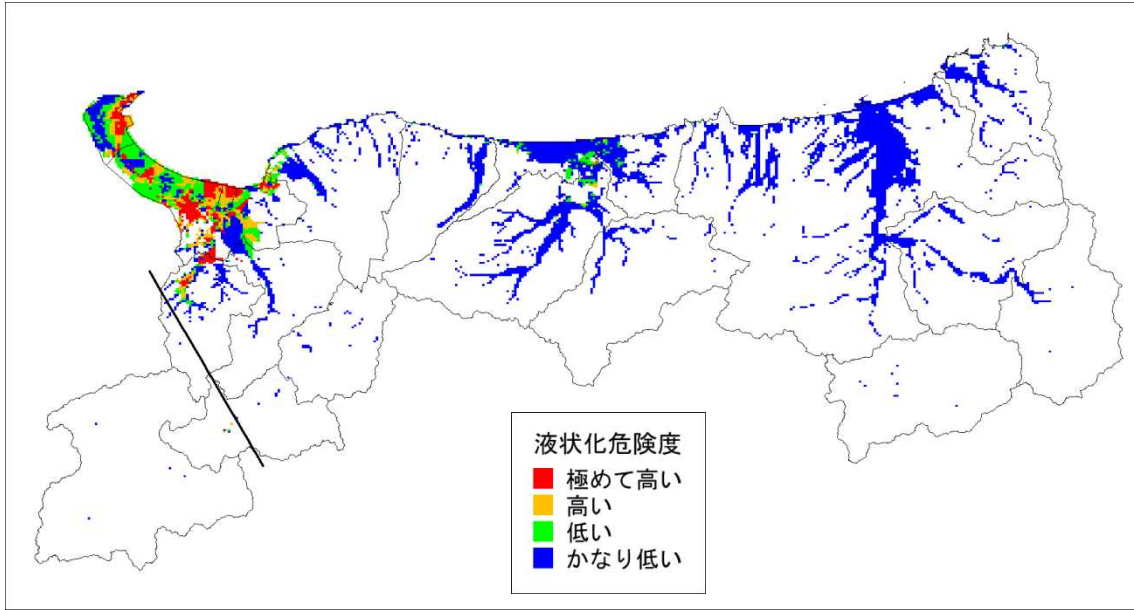 液状化危険度
極めて高い
高い
低い
かなり低い